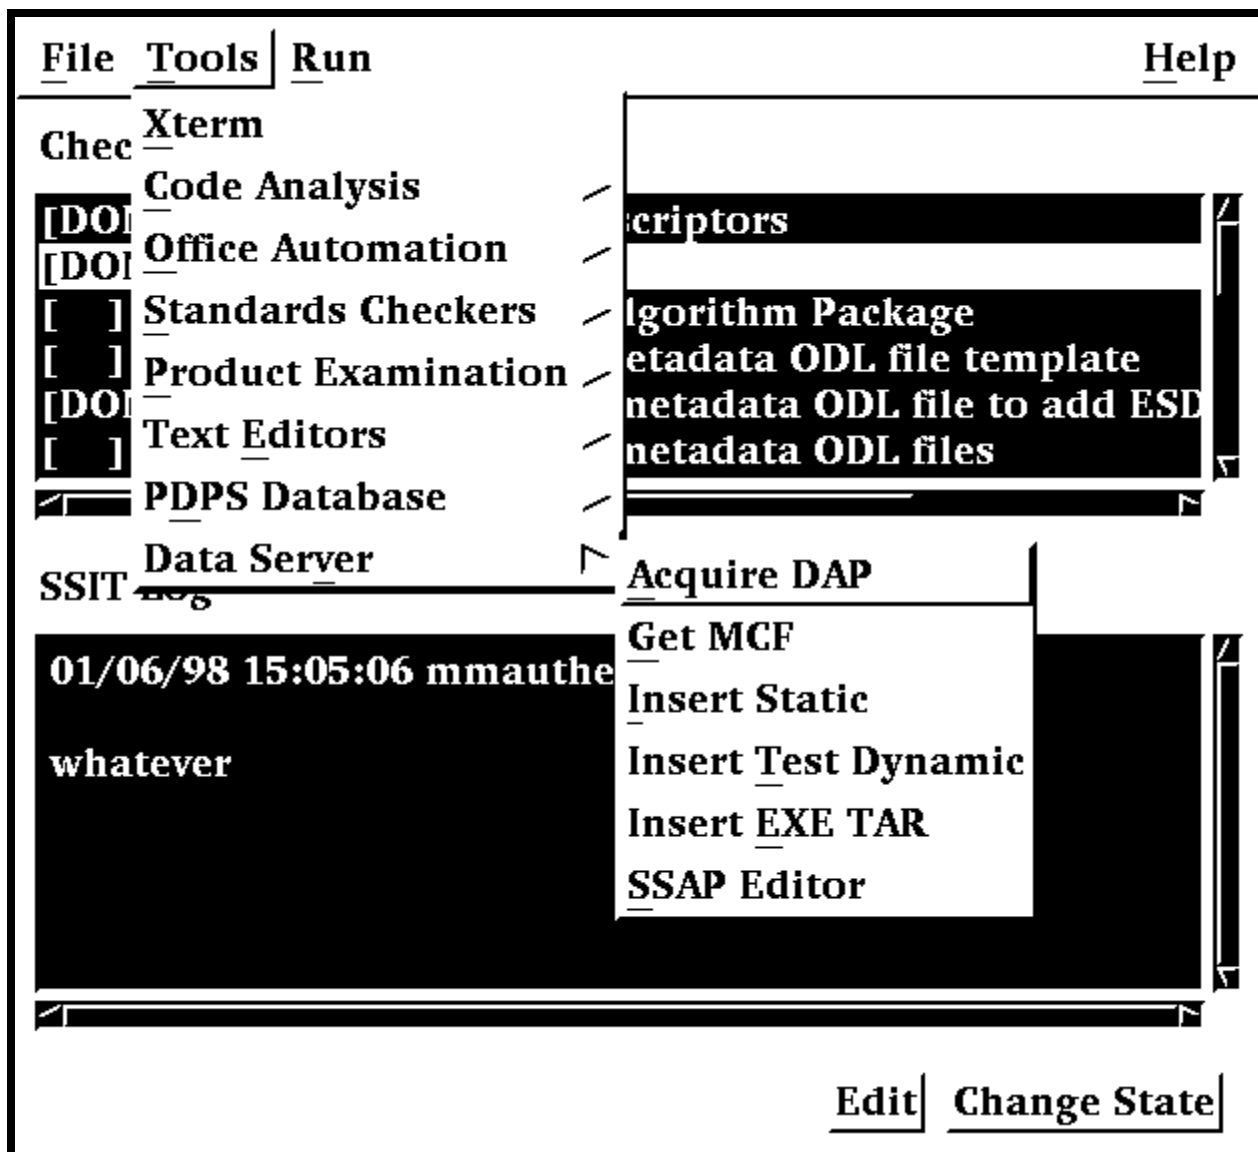 File Tools Run Help
Xterm
Chec
Code Analysis
[DO criptors
Office Automation
[DO
Standards Checkers
[ ] lgorithm Package
Product Examination
[ ] etadata ODL file template
[DO netadata ODL file to add ESD
Text Editors
[ ] netadata ODL files
PDPS Database
Data Server
SSIT Log
Acquire DAP
Get MCF
Insert Static
Insert Test Dynamic
Insert EXE TAR
SSAP Editor
01/06/98 15:05:06 mmauthe
whatever
Edit Change State